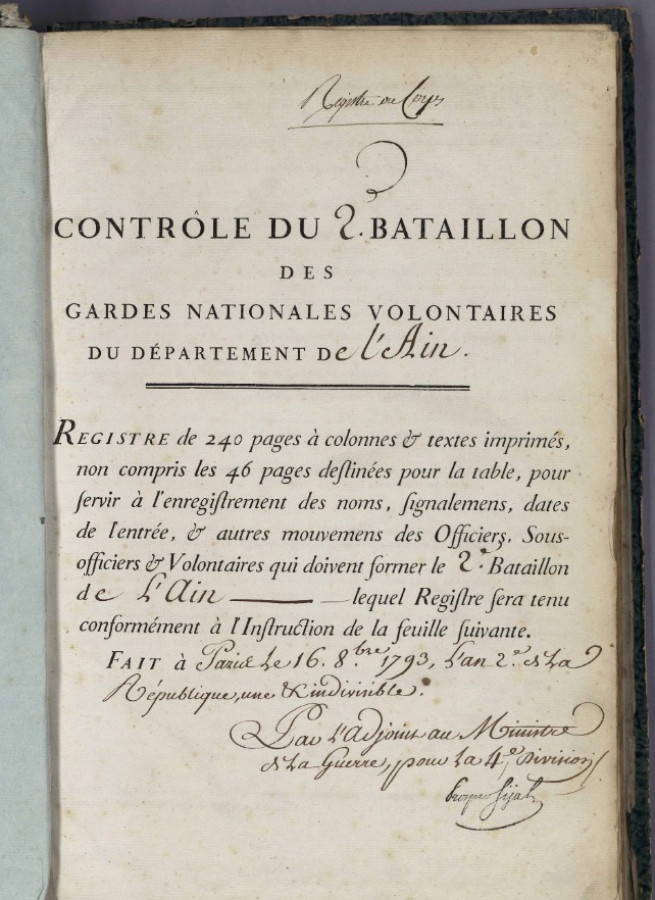 Registre du Corps
CONTRÔLE DU 2e. BATAILLON
DES
GARDES NATIONALES VOLONTAIRES
DU DÉPARTEMENT De l'Ain.
REGISTRE de 240 pages à colonnes & textes imprimés,
non compris les 46 pages deſtinées pour la table, pour
ſervir à l'enregiſtrement des noms, ſignalemens, dates
de l'entrée, & autres mouvemens des Officiers, Sous-
officiers & Volontaires qui doivent former le 2e. Bataillon
de L'Ain ——— lequel Regiſtre ſera tenu
conformément à l'Inſtruction de la feuille ſuivante.
FAIT à Paris Le 16. 8.bre 1793, L'an 2e. de La
République, une & indivisible.
Par L'Adjoint au Ministre
de La Guerre, pour La 4e. Division,